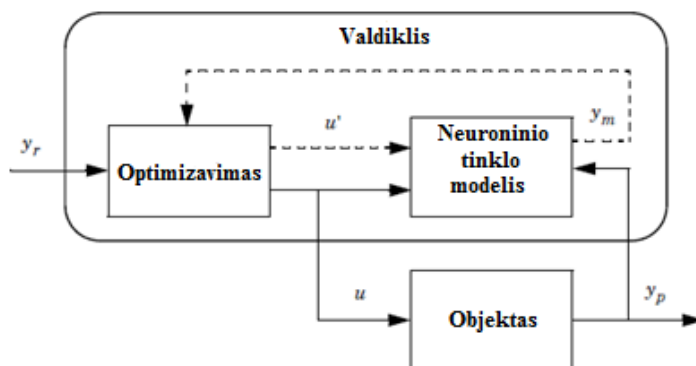 Valdiklis
y_r
Optimizavimas
u'
Neuroninio
tinklo
modelis
y_m
u
Objektas
y_p